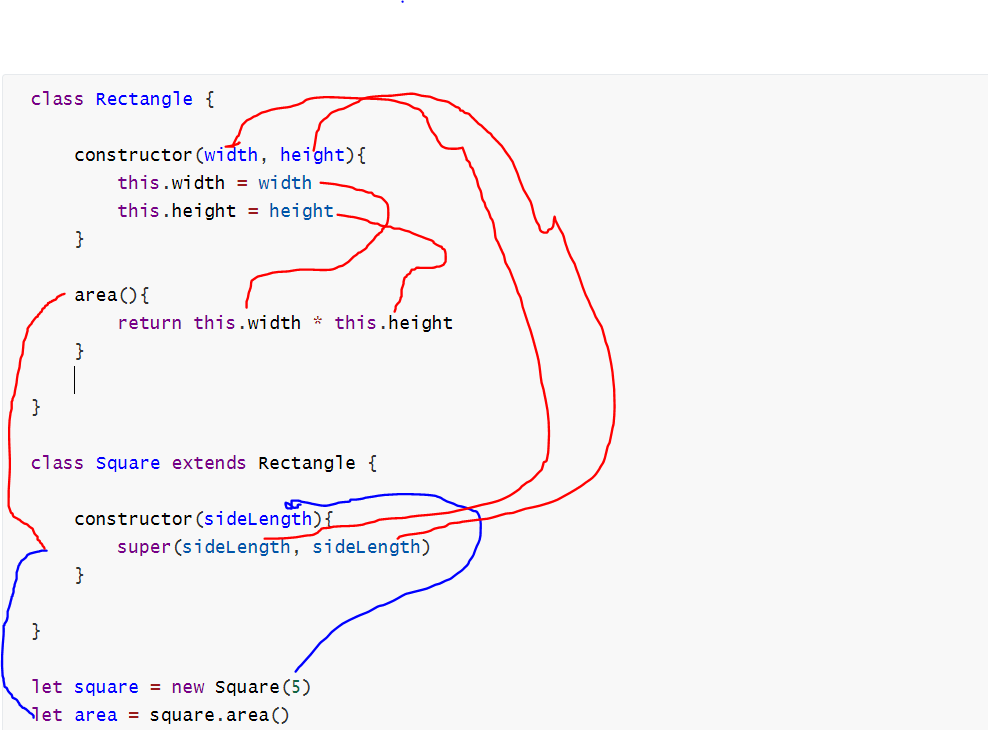 class Rectangle {
constructor(width, height){
this.width = width
this.height = height
}
area(){
return this.width * this.height
}
}
class Square extends Rectangle {
constructor(sideLength){
super(sideLength, sideLength)
}
}
let square = new Square(5)
let area = square.area()